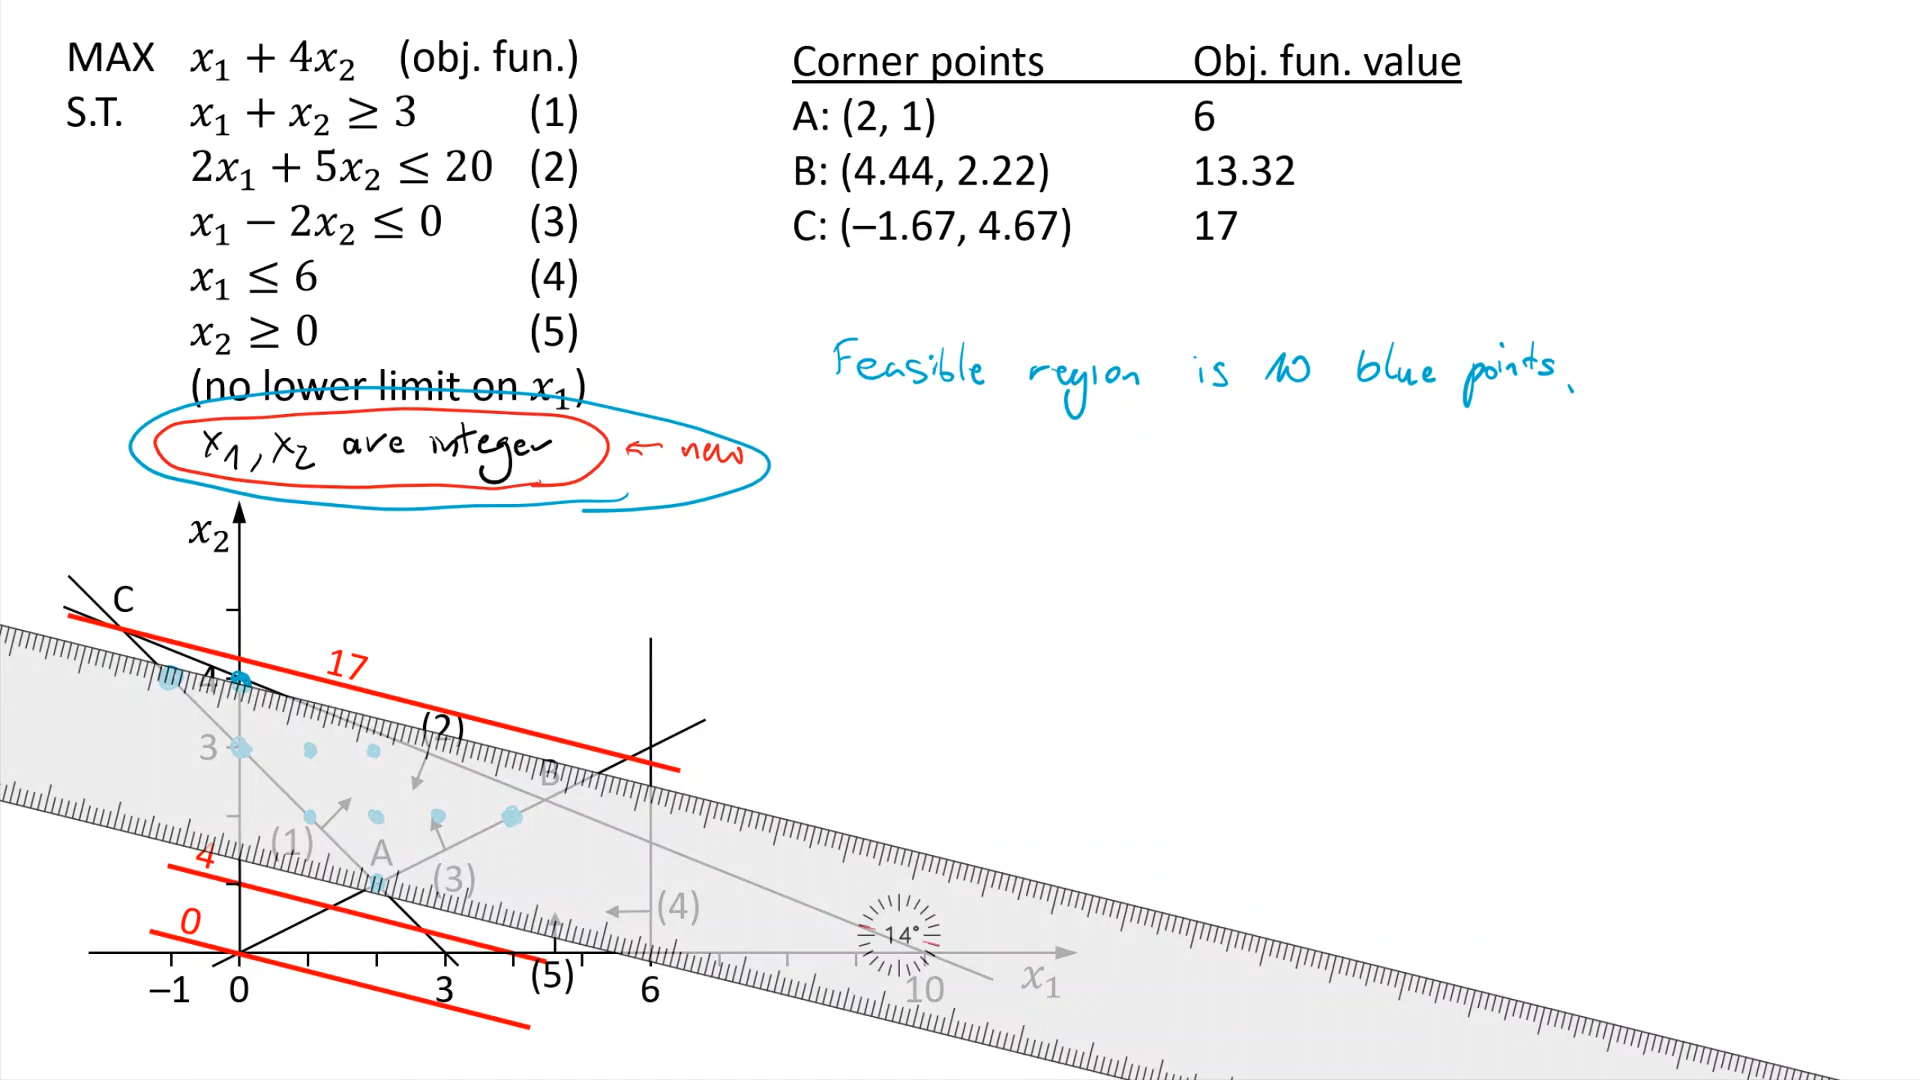 MAX x₁ + 4x₂ (obj. fun.)
S.T. x₁ + x₂ ≥ 3 (1)
2x₁ + 5x₂ ≤ 20 (2)
x₁ − 2x₂ ≤ 0 (3)
x₁ ≤ 6 (4)
x₂ ≥ 0 (5)
(no lower limit on x₁)
x₁, x₂ are integer ← new
Corner points Obj. fun. value
A: (2, 1) 6
B: (4.44, 2.22) 13.32
C: (–1.67, 4.67) 17
Feasible region is 10 blue points.
x₂
C
17
4
(2)
3
B
(1)
A
4
(3)
(4)
0
14°
(5)
x₁
−1 0 3 6 10